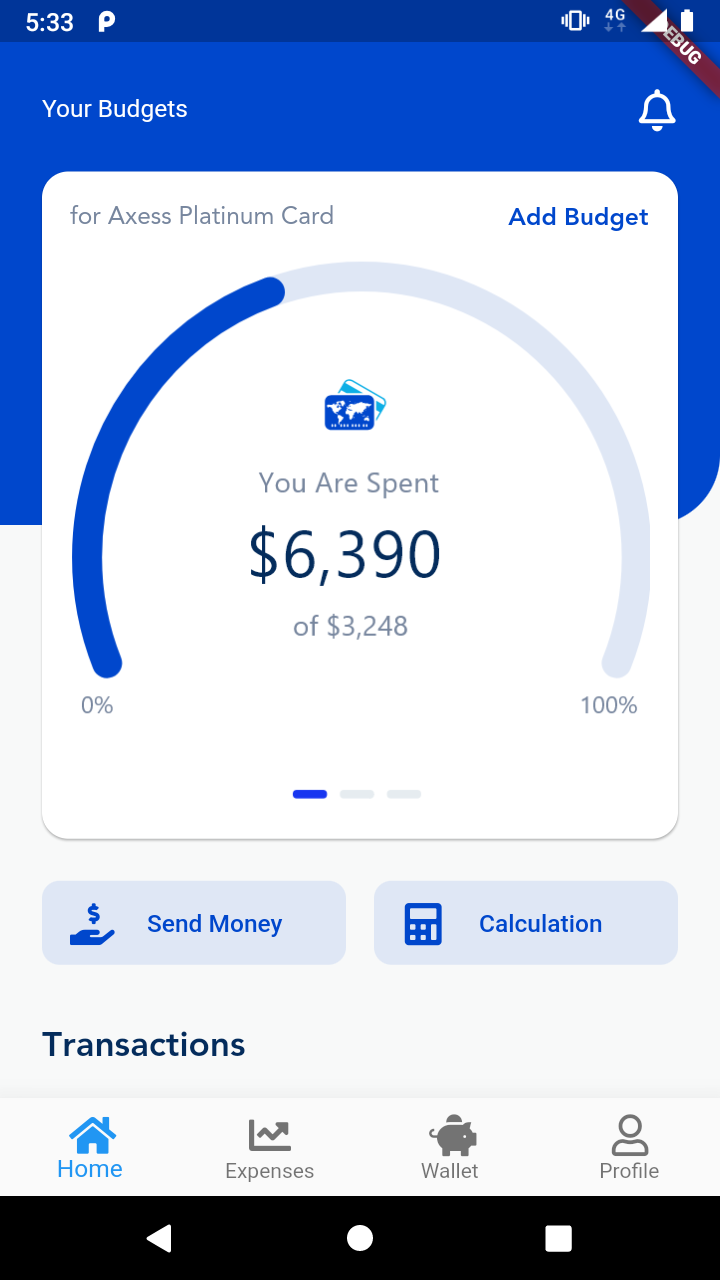 5:33
4G
EBUG
Your Budgets
for Axess Platinum Card
Add Budget
You Are Spent
$6,390
of $3,248
0%
100%
Send Money
Calculation
Transactions
Home
Expenses
Wallet
Profile